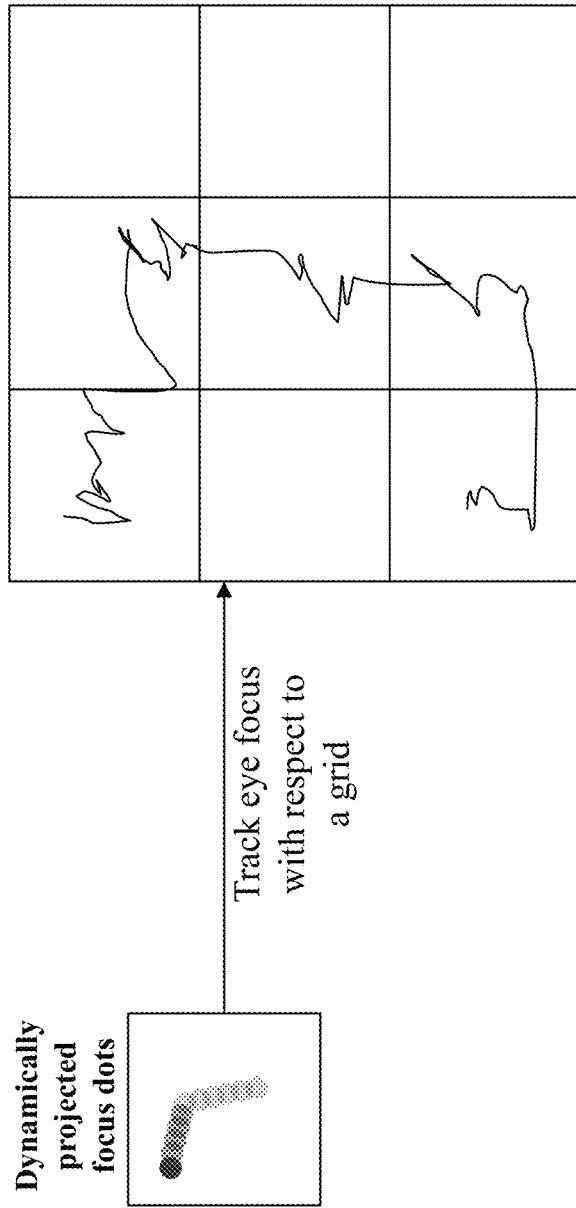 Dynamically
projected
focus dots
Track eye focus
with respect to
a grid